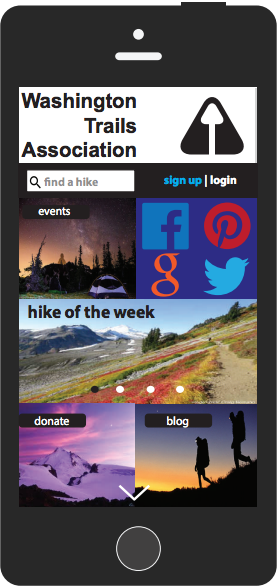 Washington
Trails
Association
find a hike
sign up | login
events
hike of the week
donate
blog